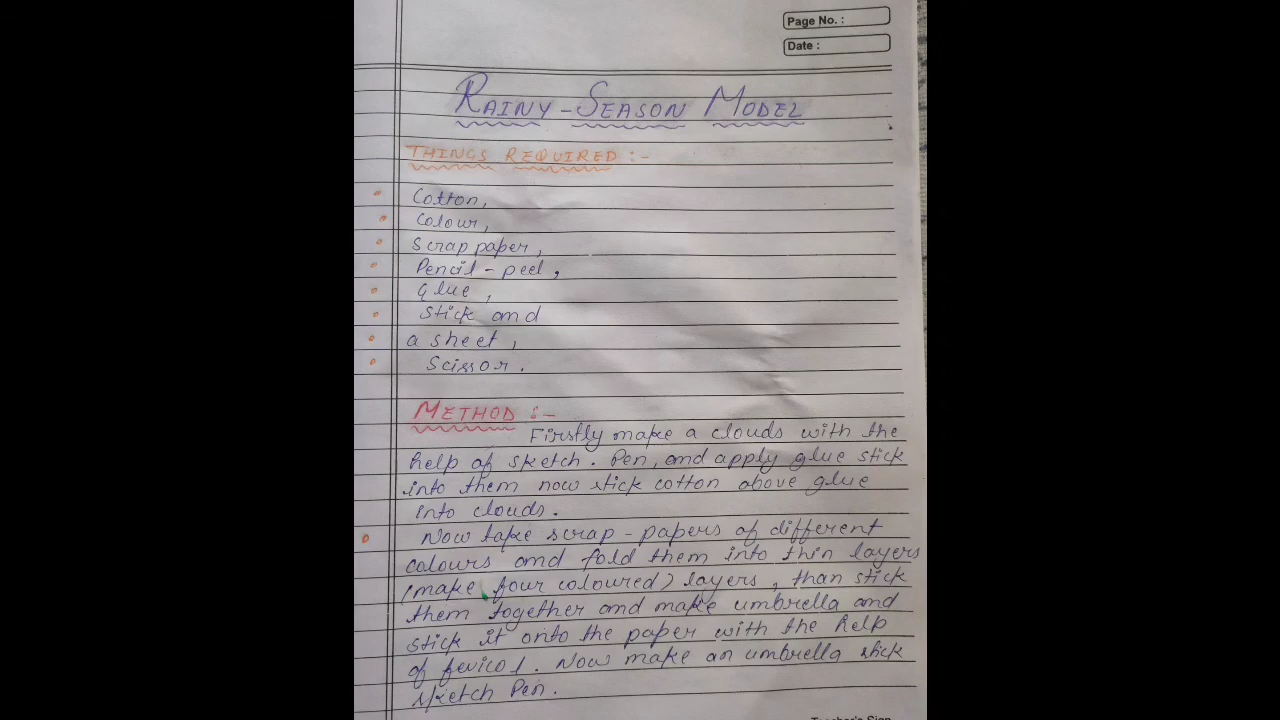 Page No. :
Date :
RAINY-SEASON MODEL
THINGS REQUIRED :-
Cotton,
Colour,
Scrap paper,
Pencil-peel,
Glue,
Stick and
a sheet,
Scissor.
METHOD :-
Firstly make a clouds with the
help of sketch. Pen, and apply glue stick
into them now stick cotton above glue
into clouds.
Now take scrap-papers of different
colours and fold them into thin layers
(make four coloured) layers, than stick
them together and make umbrella and
stick it onto the paper with the help
of fevicol. Now make an umbrella stick
sketch Pen.
Teacher's Sign